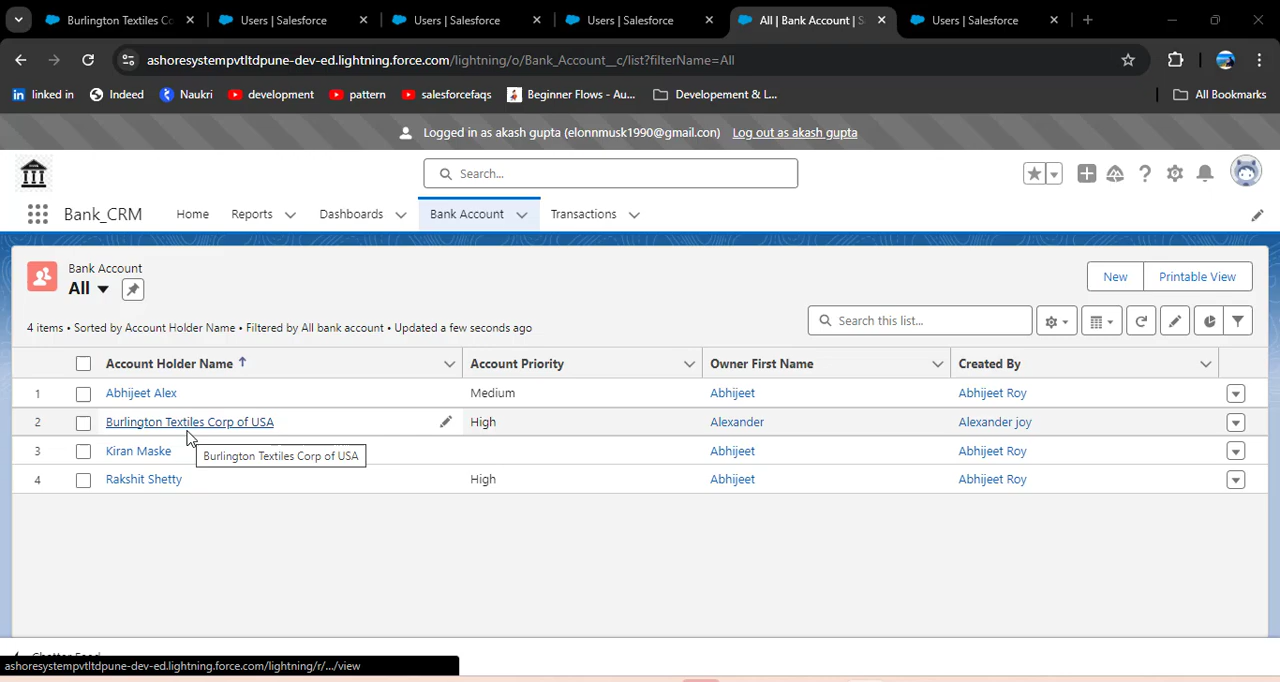 Burlington Textiles Co
Users | Salesforce
Users | Salesforce
Users | Salesforce
All | Bank Account | S
Users | Salesforce
ashoresystempvtltdpune-dev-ed.lightning.force.com/lightning/o/Bank_Account__c/list?filterName=All
linked in
Indeed
Naukri
development
pattern
salesforcefaqs
Beginner Flows - Au...
Developement & L...
All Bookmarks
Logged in as akash gupta (elonnmusk1990@gmail.con) Log out as akash gupta
Search...
Bank_CRM
Home
Reports
Dashboards
Bank Account
Transactions
Bank Account
All
New
Printable View
4 items • Sorted by Account Holder Name • Filtered by All bank account • Updated a few seconds ago
Search this list...
Account Holder Name
Account Priority
Owner First Name
Created By
1 Abhijeet Alex Medium Abhijeet Abhijeet Roy
2 Burlington Textiles Corp of USA High Alexander Alexander joy
3 Kiran Maske Abhijeet Abhijeet Roy
Burlington Textiles Corp of USA
4 Rakshit Shetty High Abhijeet Abhijeet Roy
ashoresystempvtltdpune-dev-ed.lightning.force.com/lightning/r/.../view